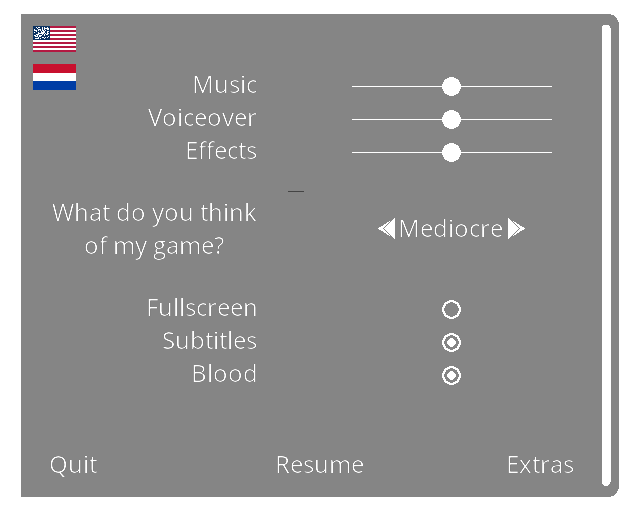 Music
Voiceover
Effects
What do you think
of my game?
Mediocre
Fullscreen
Subtitles
Blood
Quit Resume Extras